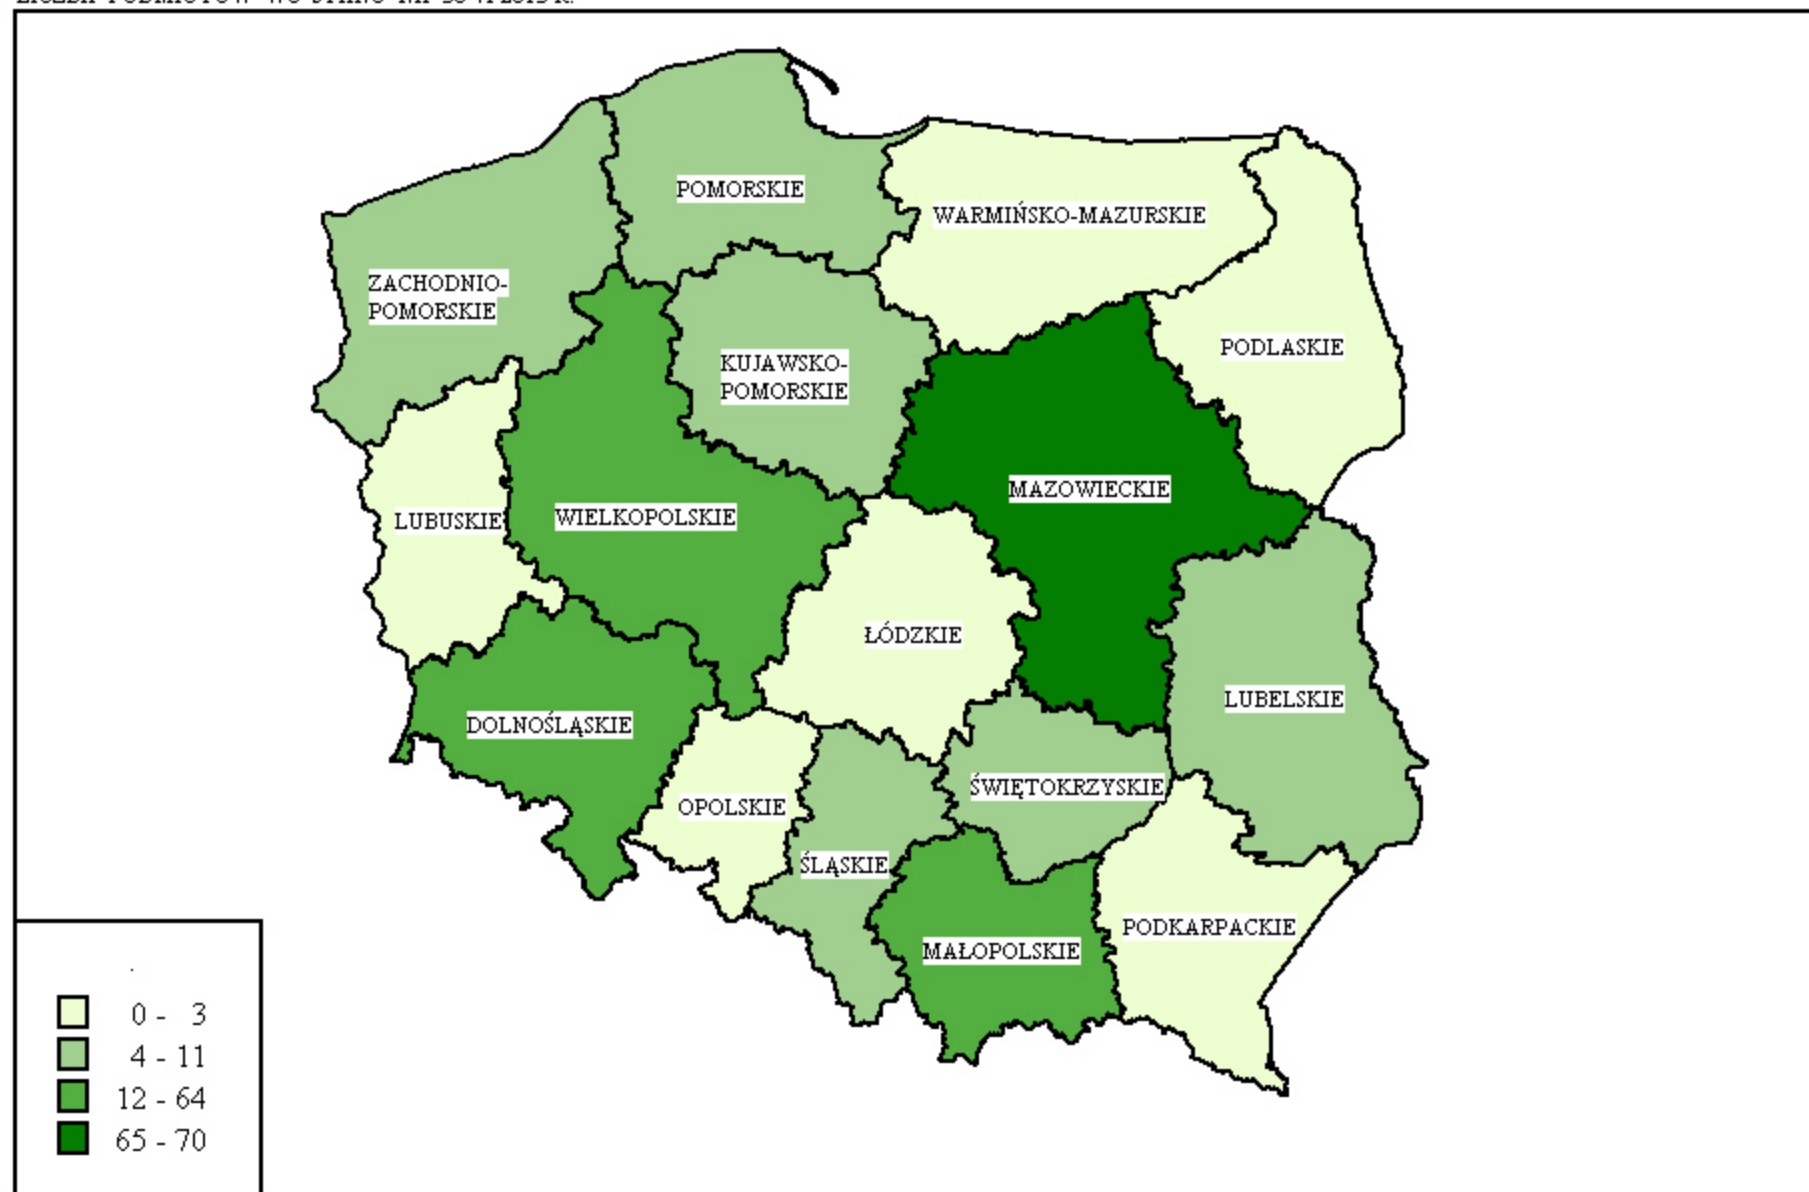 POMORSKIE
WARMIŃSKO-MAZURSKIE
ZACHODNIO-
POMORSKIE
PODLASKIE
KUJAWSKO-
POMORSKIE
MAZOWIECKIE
LUBUSKIE
WIELKOPOLSKIE
ŁÓDZKIE
LUBELSKIE
DOLNOŚLĄSKIE
ŚWIĘTOKRZYSKIE
OPOLSKIE
ŚLĄSKIE
PODKARPACKIE
MAŁOPOLSKIE
0 - 3
4 - 11
12 - 64
65 - 70